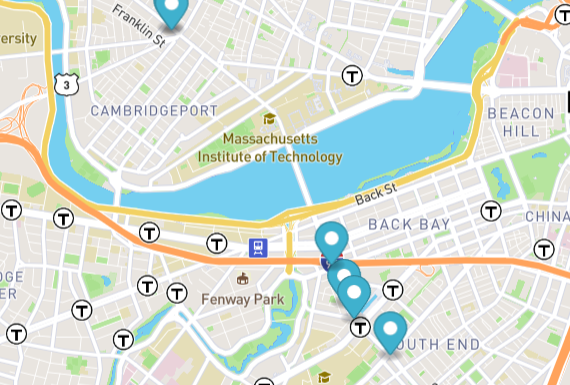 Franklin St
ersity
3
T
T
CAMBRIDGEPORT
BEACON
HILL
Massachusetts
Institute of Technology
Back St
T
T
T
T
T
BACK BAY
CHINA
T
DGE
ER
T
T
T
Fenway Park
T
T
T
T
OUTH END
T